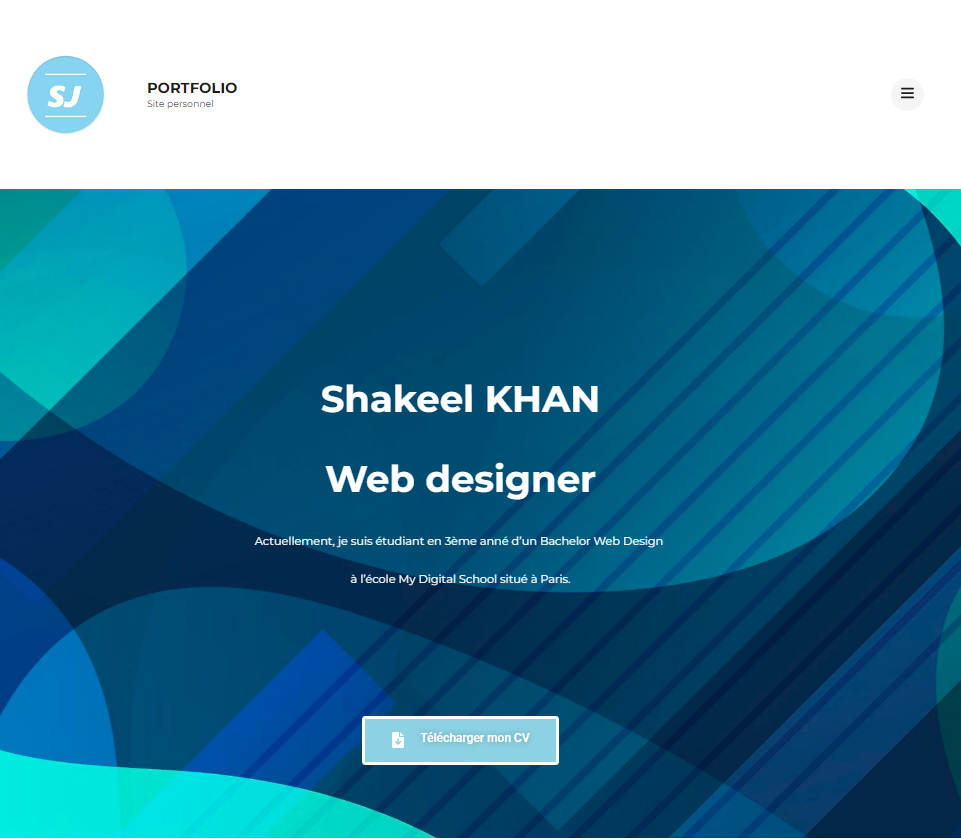 SJ
PORTFOLIO
Site personnel
Shakeel KHAN
Web designer
Actuellement, je suis étudiant en 3ème anné d’un Bachelor Web Design
à l’école My Digital School situé à Paris.
Télécharger mon CV